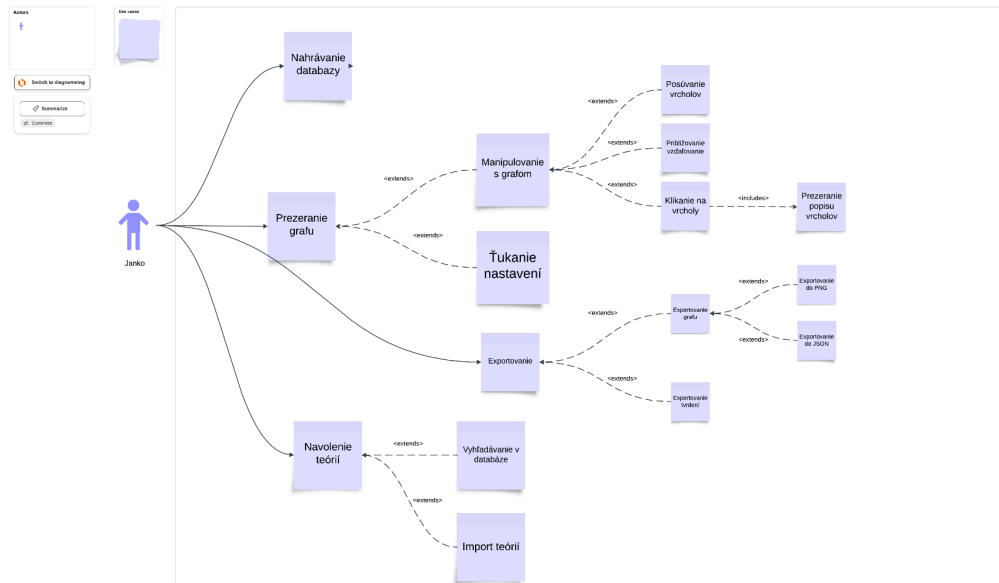 Actors
Use cases
Switch to diagramming
Summarize
Customize
Nahrávanie
databazy
Posúvanie
vrcholov
<extends>
Približovanie
vzďaľovanie
<extends>
Manipulovanie
s grafom
<extends>
Klikanie na
vrcholy
<includes>
Prezeranie
popisu
vrcholov
<extends>
Prezeranie
grafu
<extends>
Ťukanie
nastavení
Janko
Exportovanie
do PNG
<extends>
Exportovanie
grafu
<extends>
Exportovanie
do JSON
<extends>
Exportovanie
<extends>
Exportovanie
tvrdení
Navolenie
teórií
<extends>
Vyhľadávanie v
databáze
<extends>
Import teórií